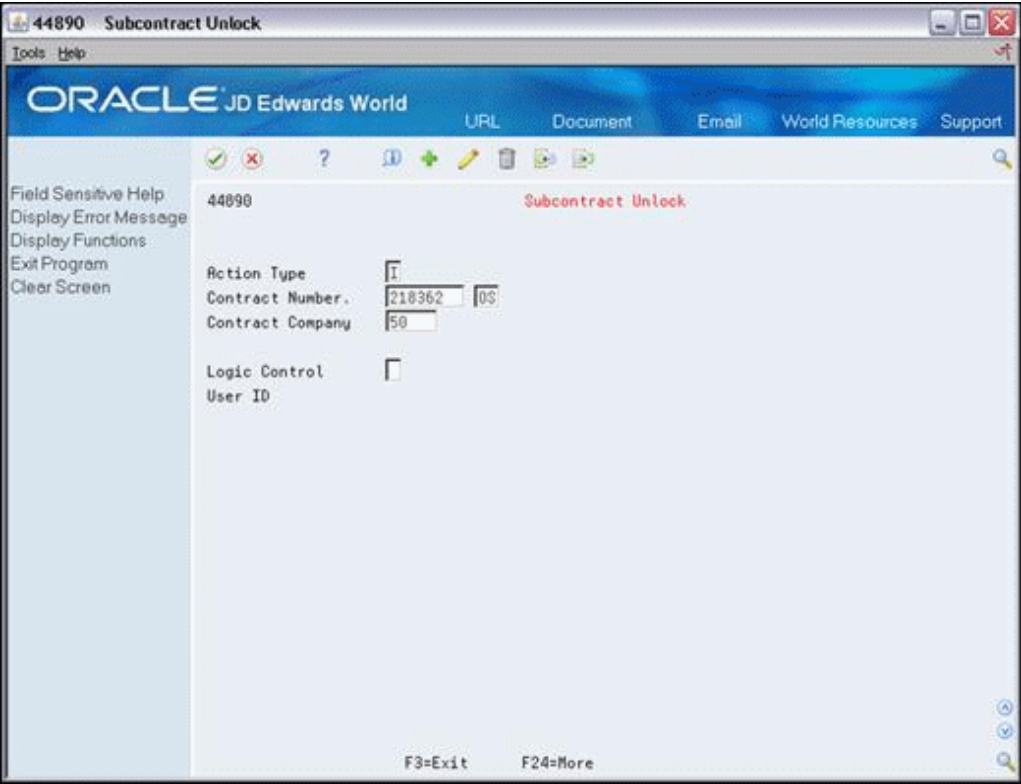 44890 Subcontract Unlock
Tools Help
ORACLE JD Edwards World
URL Document Email World Resources Support
Field Sensitive Help
Display Error Message
Display Functions
Exit Program
Clear Screen
44890 Subcontract Unlock
Action Type I
Contract Number. 218362 OS
Contract Company 50
Logic Control
User ID
F3=Exit F24=More